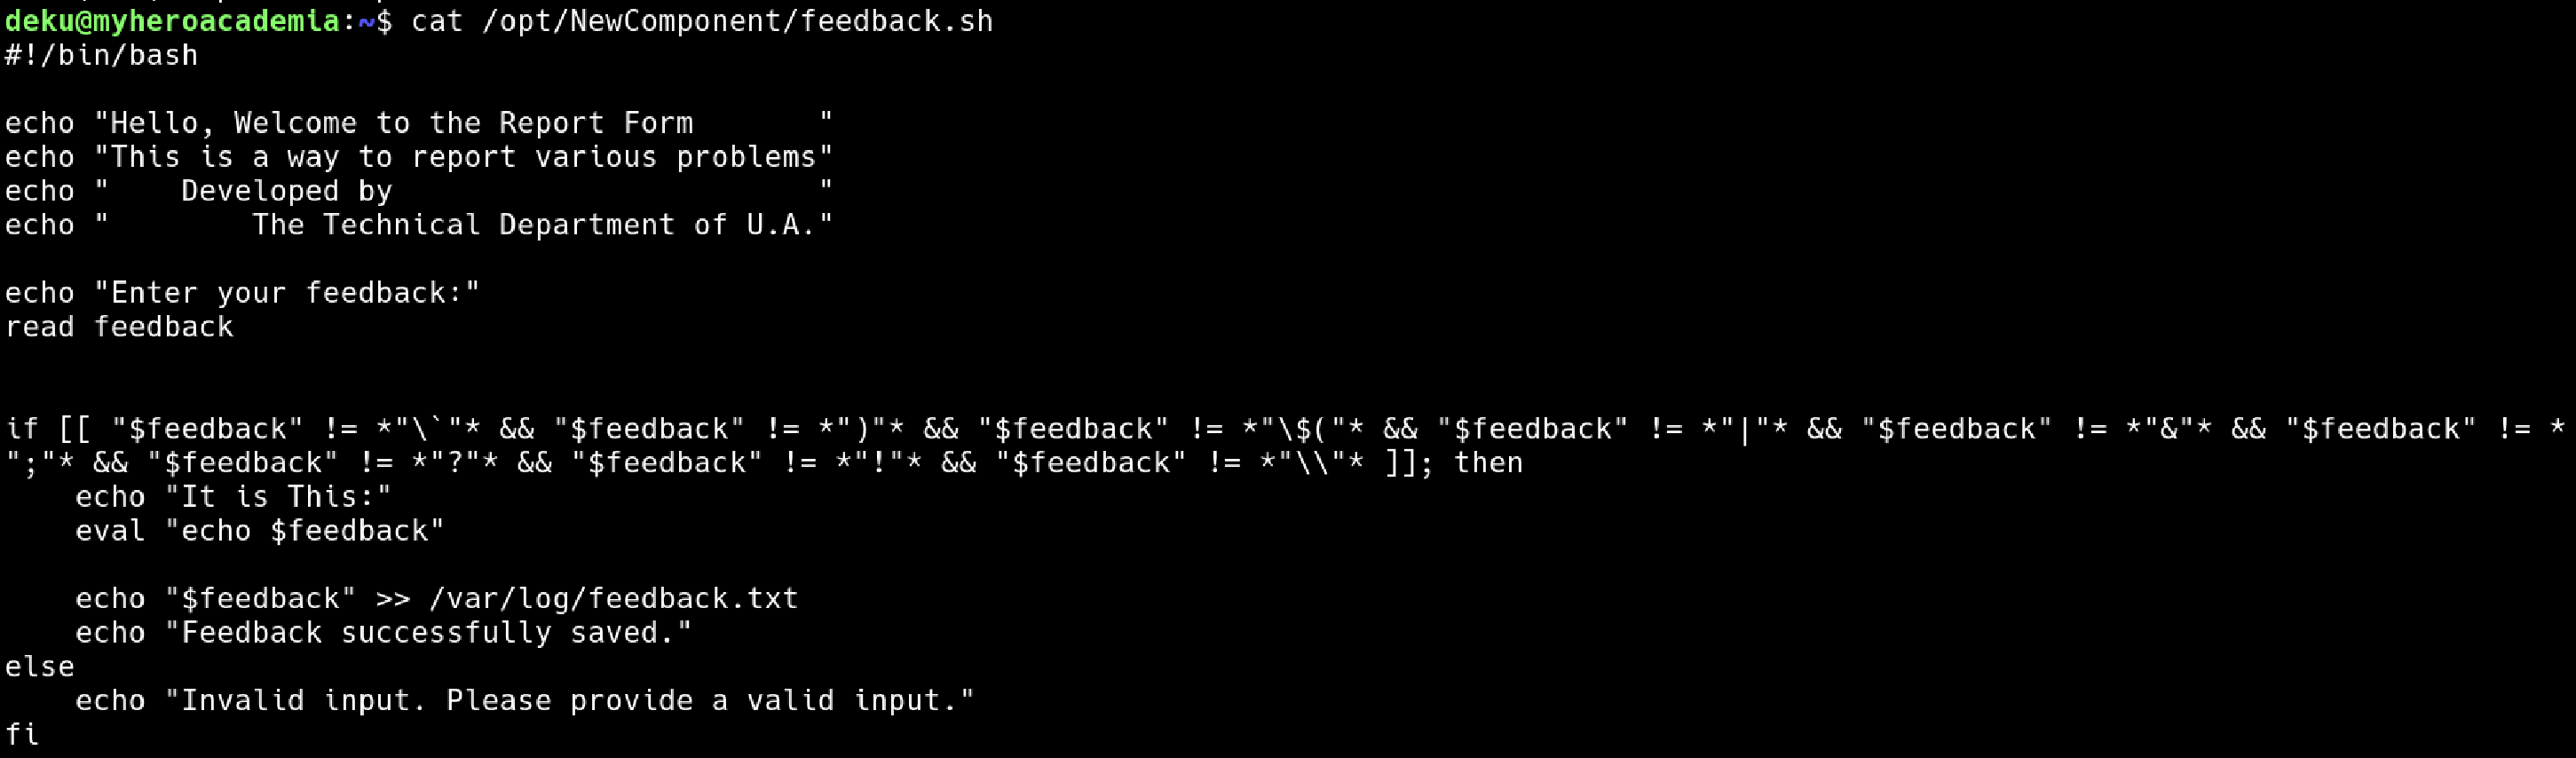 deku@myheroacademia:~$ cat /opt/NewComponent/feedback.sh
#!/bin/bash

echo "Hello, Welcome to the Report Form       "
echo "This is a way to report various problems"
echo "    Developed by                        "
echo "        The Technical Department of U.A."

echo "Enter your feedback:"
read feedback


if [[ "$feedback" != *"\`"* && "$feedback" != *")"* && "$feedback" != *"\$("* && "$feedback" != *"|"* && "$feedback" != *"&"* && "$feedback" != *
";"* && "$feedback" != *"?"* && "$feedback" != *"!"* && "$feedback" != *"\\"* ]]; then
    echo "It is This:"
    eval "echo $feedback"

    echo "$feedback" >> /var/log/feedback.txt
    echo "Feedback successfully saved."
else
    echo "Invalid input. Please provide a valid input."
fi